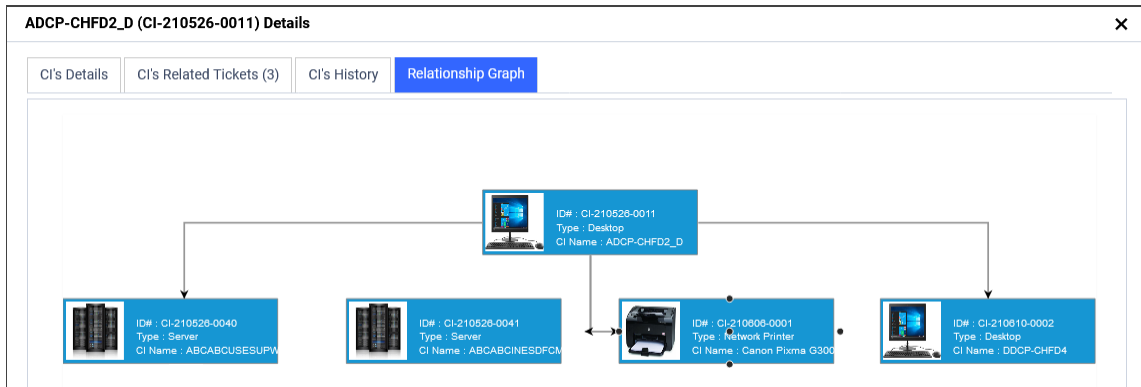 ADCP-CHFD2_D (CI-210526-0011) Details
CI's Details
CI's Related Tickets (3)
CI's History
Relationship Graph
ID# : CI-210526-0011
Type : Desktop
CI Name : ADCP-CHFD2_D
ID# : CI-210526-0040
Type : Server
CI Name : ABCABCUSESUPW
ID# : CI-210526-0041
Type : Server
CI Name : ABCABCINESDFCM
ID# : CI-210606-0001
Type : Network Printer
CI Name : Canon Pixma G300
ID# : CI-210610-0002
Type : Desktop
CI Name : DDCP-CHFD4